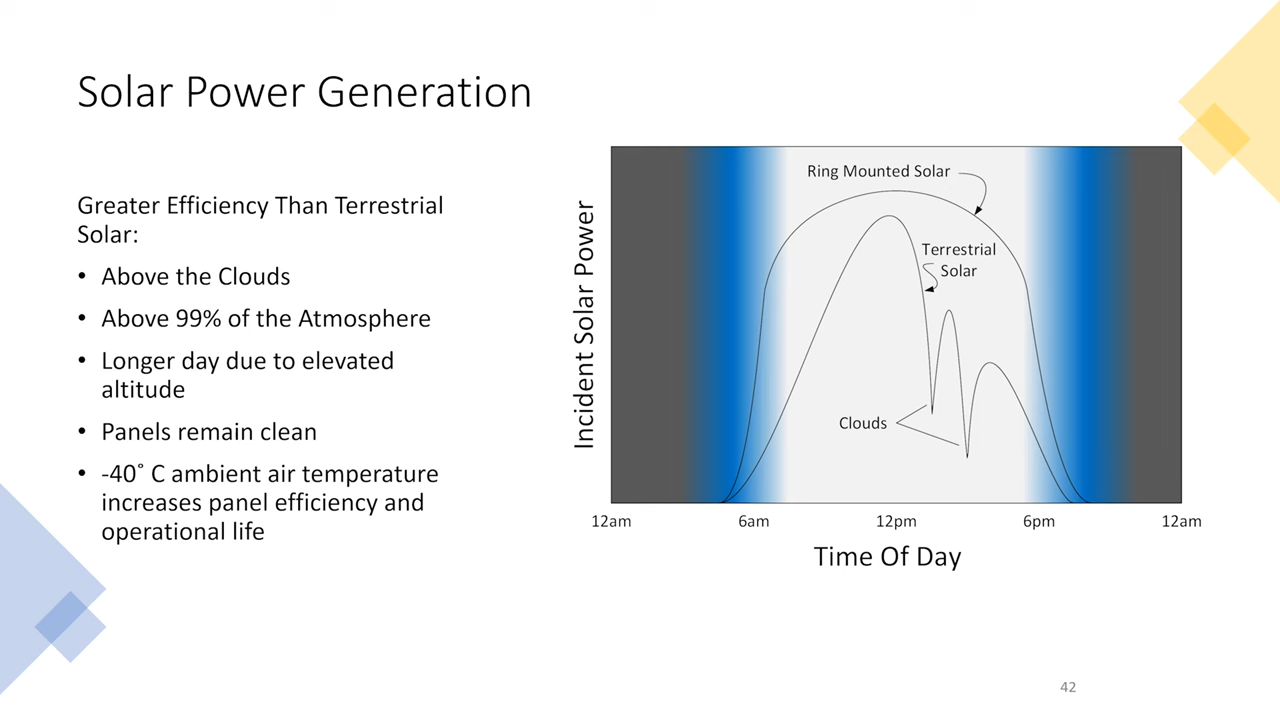 Solar Power Generation
Greater Efficiency Than Terrestrial
Solar:
• Above the Clouds
• Above 99% of the Atmosphere
• Longer day due to elevated
altitude
• Panels remain clean
• -40˚ C ambient air temperature
increases panel efficiency and
operational life
Incident Solar Power
Ring Mounted Solar
Terrestrial
Solar
Clouds
12am
6am
12pm
6pm
12am
Time Of Day
42